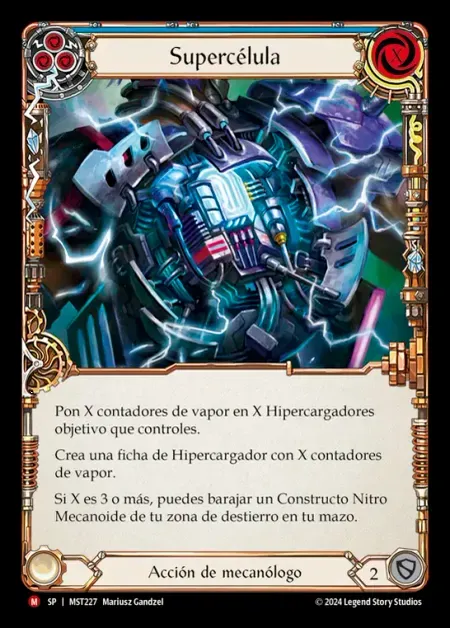 Supercélula
X
Pon X contadores de vapor en X Hipercargadores
objetivo que controles.
Crea una ficha de Hipercargador con X contadores
de vapor.
Si X es 3 o más, puedes barajar un Constructo Nitro
Mecanoide de tu zona de destierro en tu mazo.
Acción de mecanólogo
2
M SP | MST227 Mariusz Gandzel
© 2024 Legend Story Studios